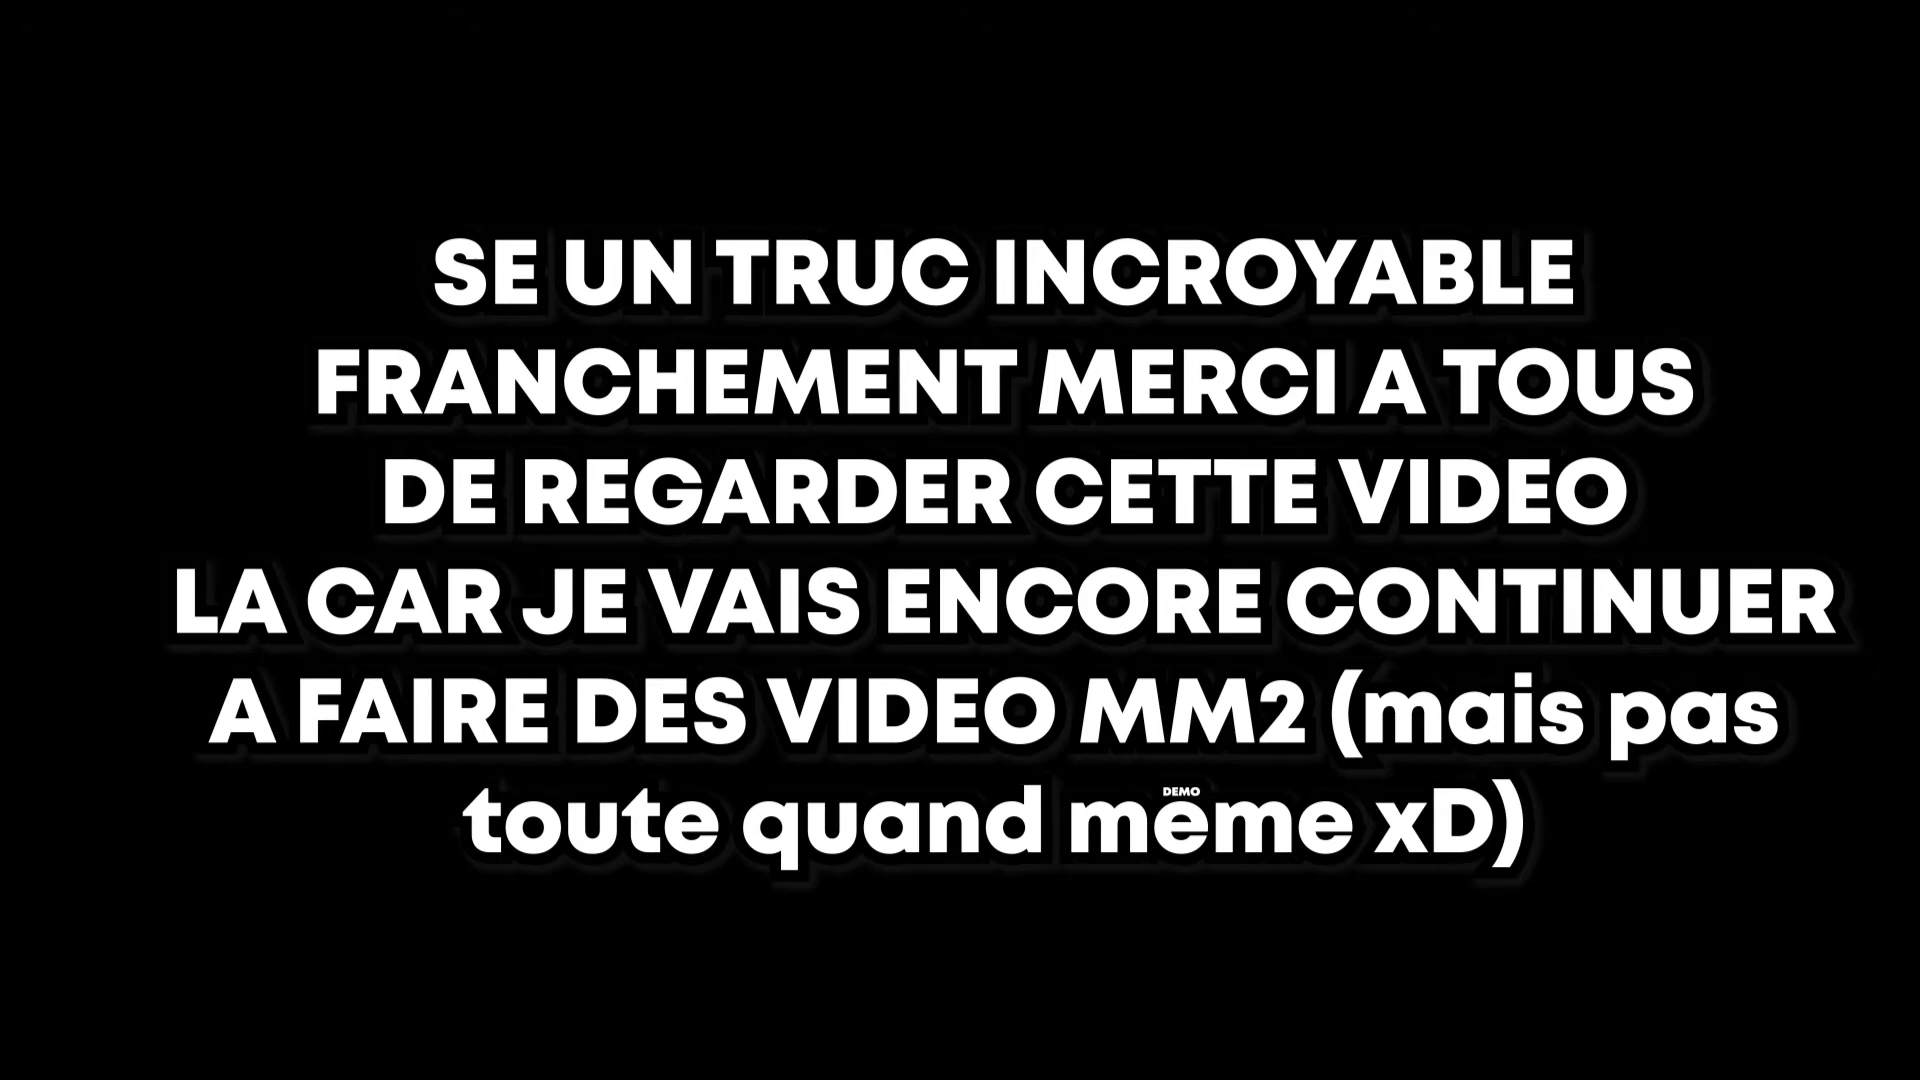 SE UN TRUC INCROYABLE
FRANCHEMENT MERCI A TOUS
DE REGARDER CETTE VIDEO
LA CAR JE VAIS ENCORE CONTINUER
A FAIRE DES VIDEO MM2 (mais pas
toute quand même xD)
DEMO